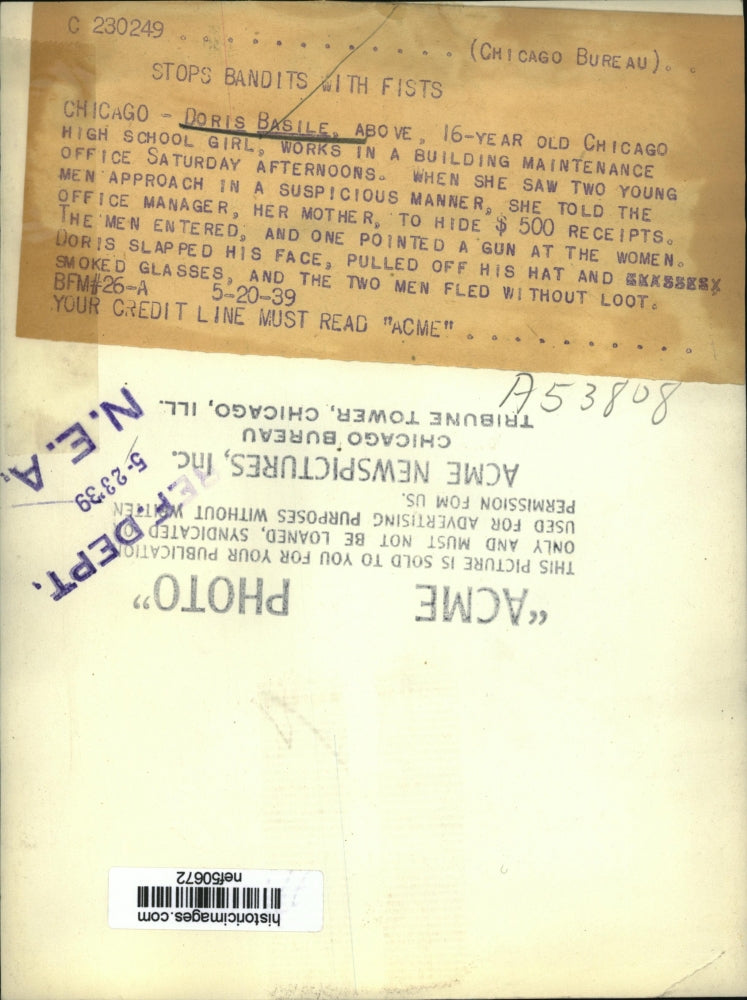 C 230249 . . . . . . . . . . . . (CHICAGO BUREAU). . .
STOPS BANDITS WITH FISTS
CHICAGO - DORIS BASILE, ABOVE, 16-YEAR OLD CHICAGO
HIGH SCHOOL GIRL, WORKS IN A BUILDING MAINTENANCE
OFFICE SATURDAY AFTERNOONS. WHEN SHE SAW TWO YOUNG
MEN APPROACH IN A SUSPICIOUS MANNER, SHE TOLD THE
OFFICE MANAGER, HER MOTHER, TO HIDE $ 500 RECEIPTS.
THE MEN ENTERED, AND ONE POINTED A GUN AT THE WOMEN.
DORIS SLAPPED HIS FACE, PULLED OFF HIS HAT AND
SMOKED GLASSES, AND THE TWO MEN FLED WITHOUT LOOT.
BFM#26-A 5-20-39
YOUR CREDIT LINE MUST READ "ACME" . . . . . . . . . .
A53808
"ACME PHOTO"
THIS PICTURE IS SOLD TO YOU FOR YOUR PUBLICATION
ONLY AND MUST NOT BE LOANED, SYNDICATED OR
USED FOR ADVERTISING PURPOSES WITHOUT WRITTEN
PERMISSION FOM US.
ACME NEWSPICTURES, Inc.
CHICAGO BUREAU
TRIBUNE TOWER, CHICAGO, ILL.
N.E.A.
5-23'39
REF. DEPT.
historicimages.com
nef50672